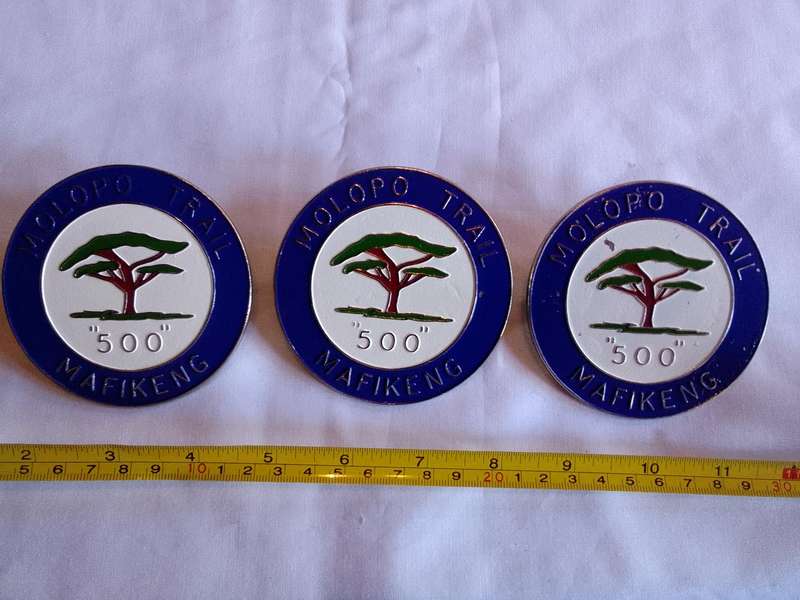 MOLOPO TRAIL
"500"
MAFIKENG
MOLOPO TRAIL
"500"
MAFIKENG
MOLOPO TRAIL
"500"
MAFIKENG
2 3 4 5 6 7 8 9 10 11
5 6 7 8 9 10 1 2 3 4 5 6 7 8 9 20 1 2 3 4 5 6 7 8 9 30